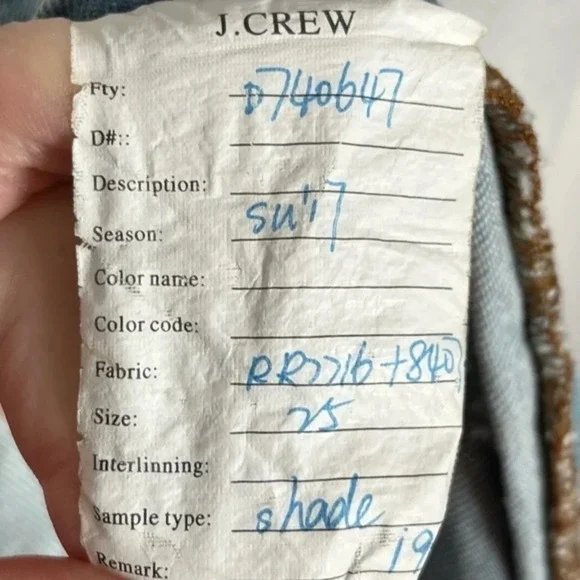 J.CREW
Fty: D740647
D#::
Description:
Season: SU'17
Color name:
Color code:
Fabric: RR7716+840
Size: 25
Interlinning:
Sample type: shade
Remark: 19